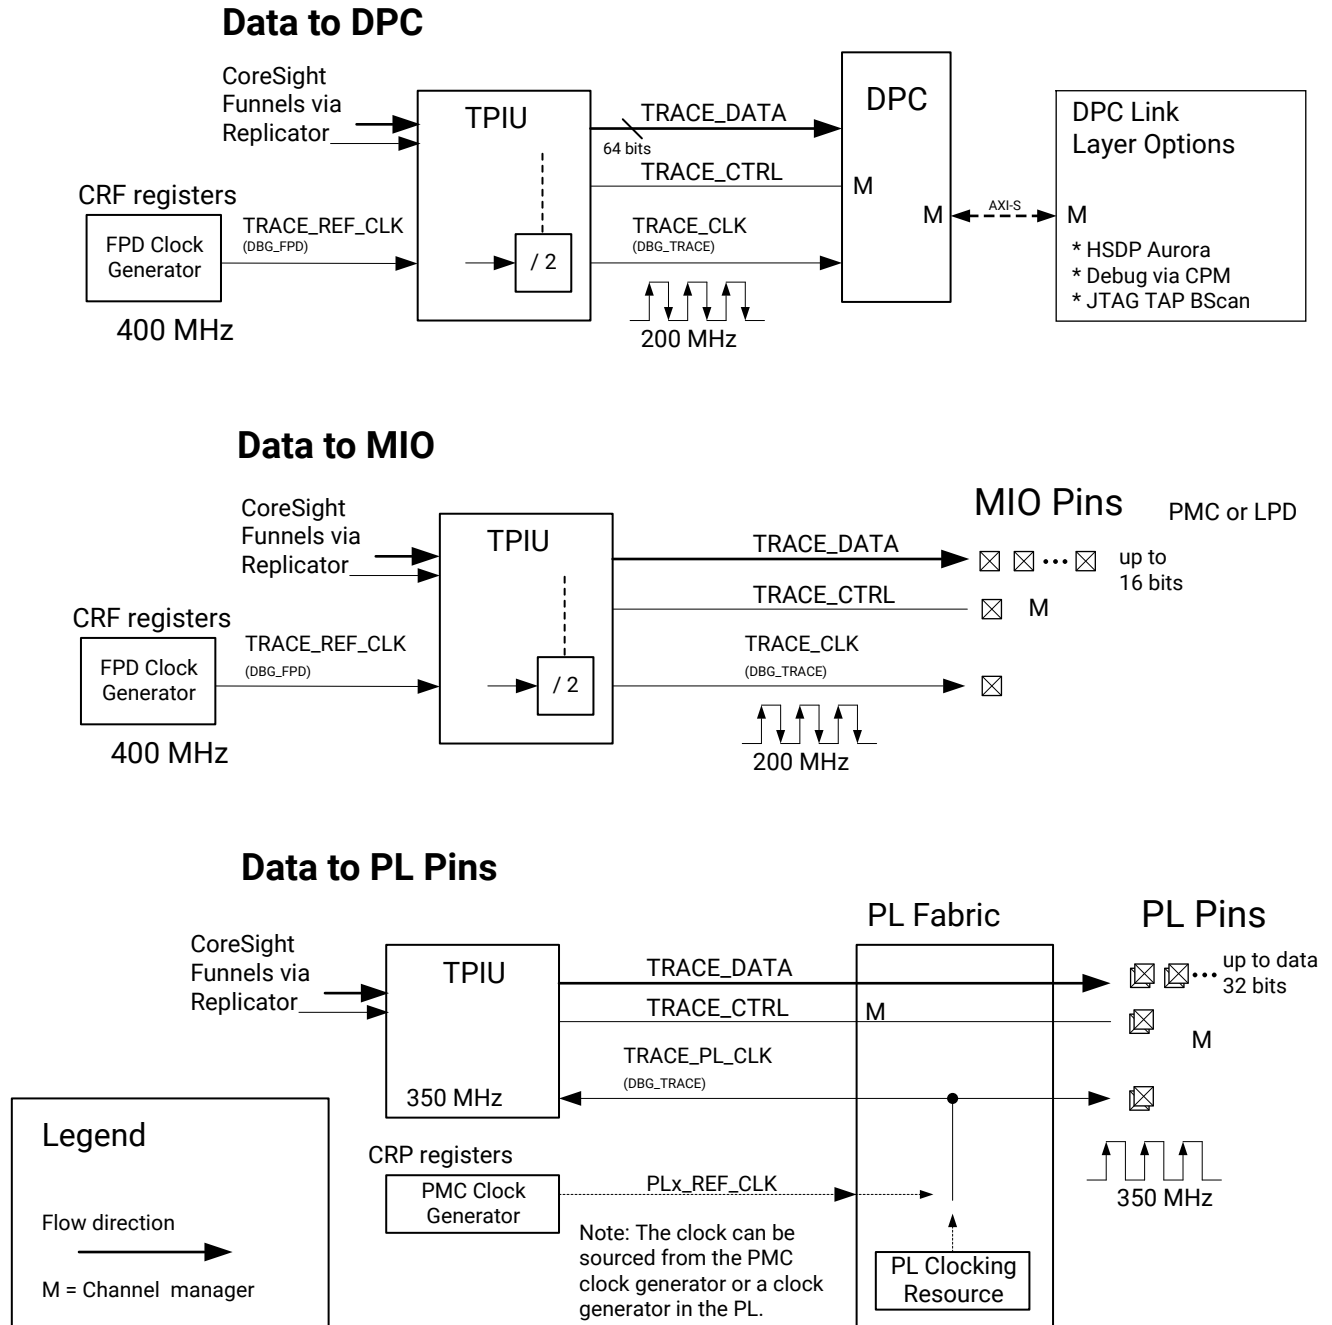 Data to DPC
CoreSight
Funnels via
Replicator
TPIU
TRACE_DATA
64 bits
TRACE_CTRL
DPC
M
M
AXI-S
DPC Link
Layer Options
M
* HSDP Aurora
* Debug via CPM
* JTAG TAP BScan
CRF registers
FPD Clock
Generator
400 MHz
TRACE_REF_CLK
(DBG_FPD)
/ 2
TRACE_CLK
(DBG_TRACE)
200 MHz
Data to MIO
CoreSight
Funnels via
Replicator
TPIU
TRACE_DATA
MIO Pins
PMC or LPD
up to
16 bits
TRACE_CTRL
M
CRF registers
FPD Clock
Generator
400 MHz
TRACE_REF_CLK
(DBG_FPD)
/ 2
TRACE_CLK
(DBG_TRACE)
200 MHz
Data to PL Pins
CoreSight
Funnels via
Replicator
TPIU
350 MHz
TRACE_DATA
TRACE_CTRL
TRACE_PL_CLK
(DBG_TRACE)
PL Fabric
M
PL Pins
up to data
32 bits
M
350 MHz
CRP registers
PMC Clock
Generator
PLx_REF_CLK
Note: The clock can be
sourced from the PMC
clock generator or a clock
generator in the PL.
PL Clocking
Resource
Legend
Flow direction
M = Channel manager